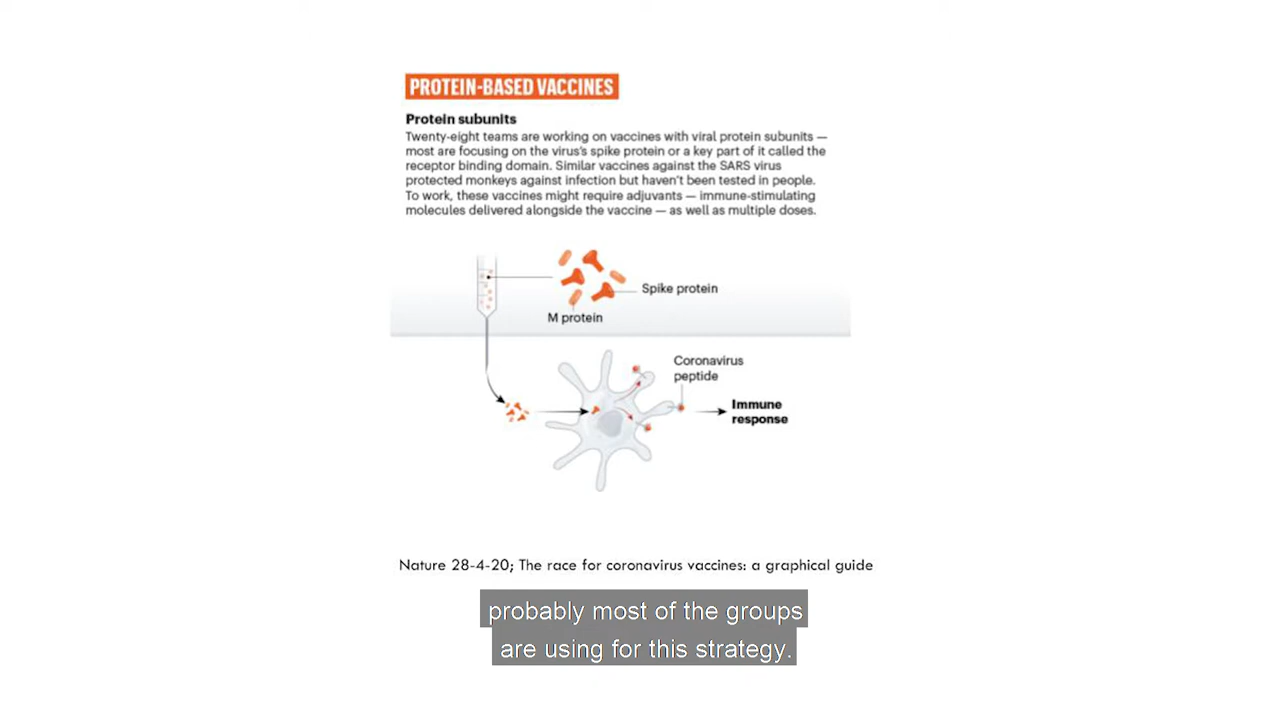 PROTEIN-BASED VACCINES
Protein subunits
Twenty-eight teams are working on vaccines with viral protein subunits —
most are focusing on the virus's spike protein or a key part of it called the
receptor binding domain. Similar vaccines against the SARS virus
protected monkeys against infection but haven't been tested in people.
To work, these vaccines might require adjuvants — immune-stimulating
molecules delivered alongside the vaccine — as well as multiple doses.
Spike protein
M protein
Coronavirus
peptide
Immune
response
Nature 28-4-20; The race for coronavirus vaccines: a graphical guide
probably most of the groups
are using for this strategy.